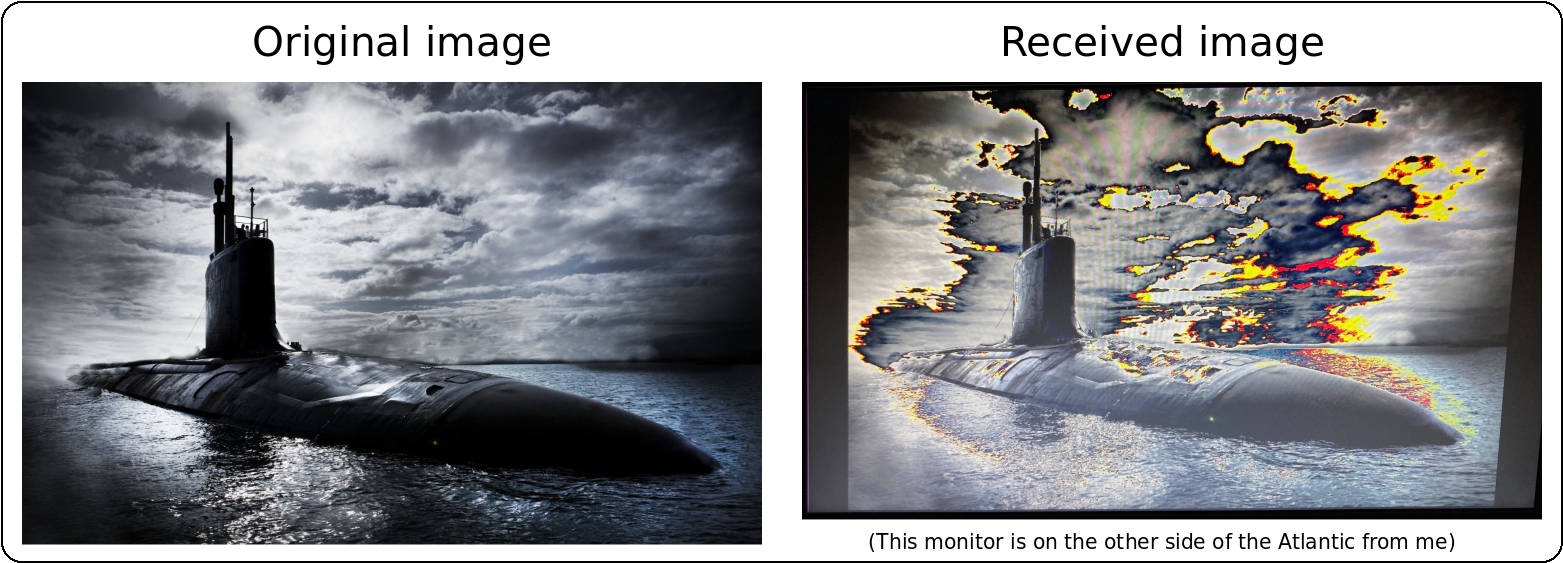 Original image
Received image
(This monitor is on the other side of the Atlantic from me)